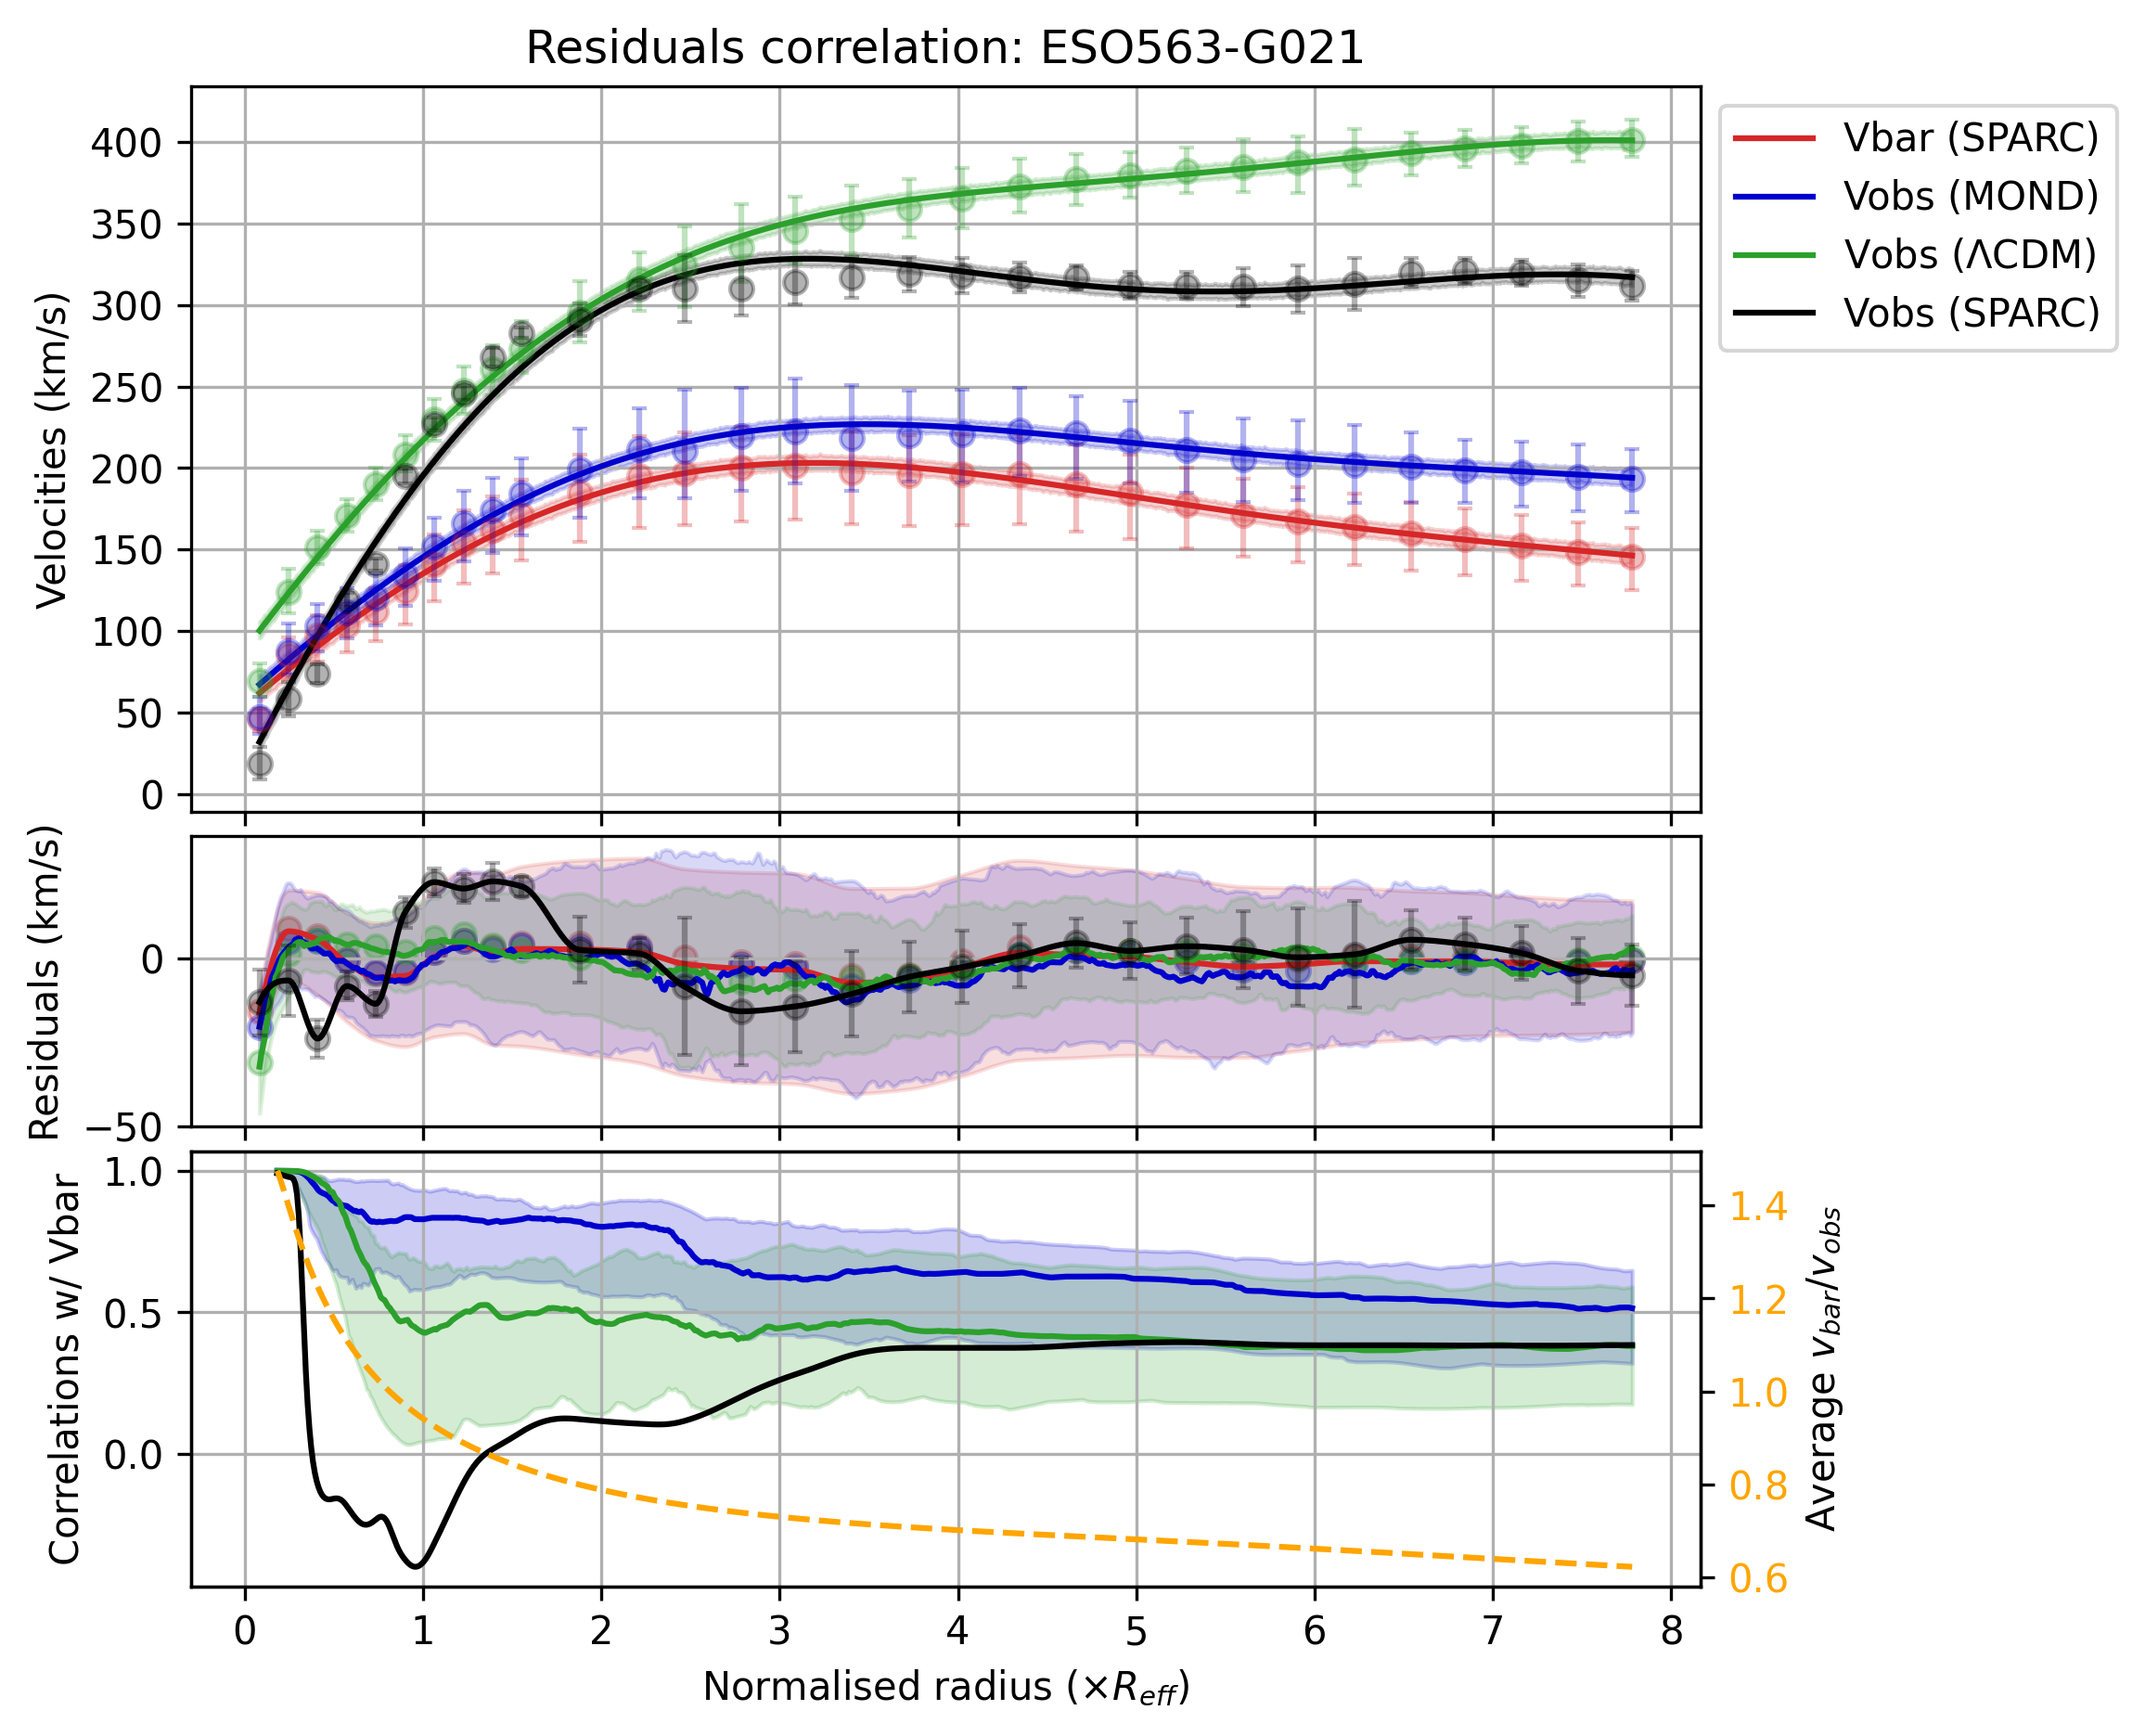 Residuals correlation: ESO563-G021
Velocities (km/s)
400
350
300
250
200
150
100
50
0
Vbar (SPARC)
Vobs (MOND)
Vobs (ΛCDM)
Vobs (SPARC)
Residuals (km/s)
0
−50
Correlations w/ Vbar
1.0
0.5
0.0
1.4
1.2
1.0
0.8
0.6
Average v_bar/v_obs
0 1 2 3 4 5 6 7 8
Normalised radius (×R_eff)